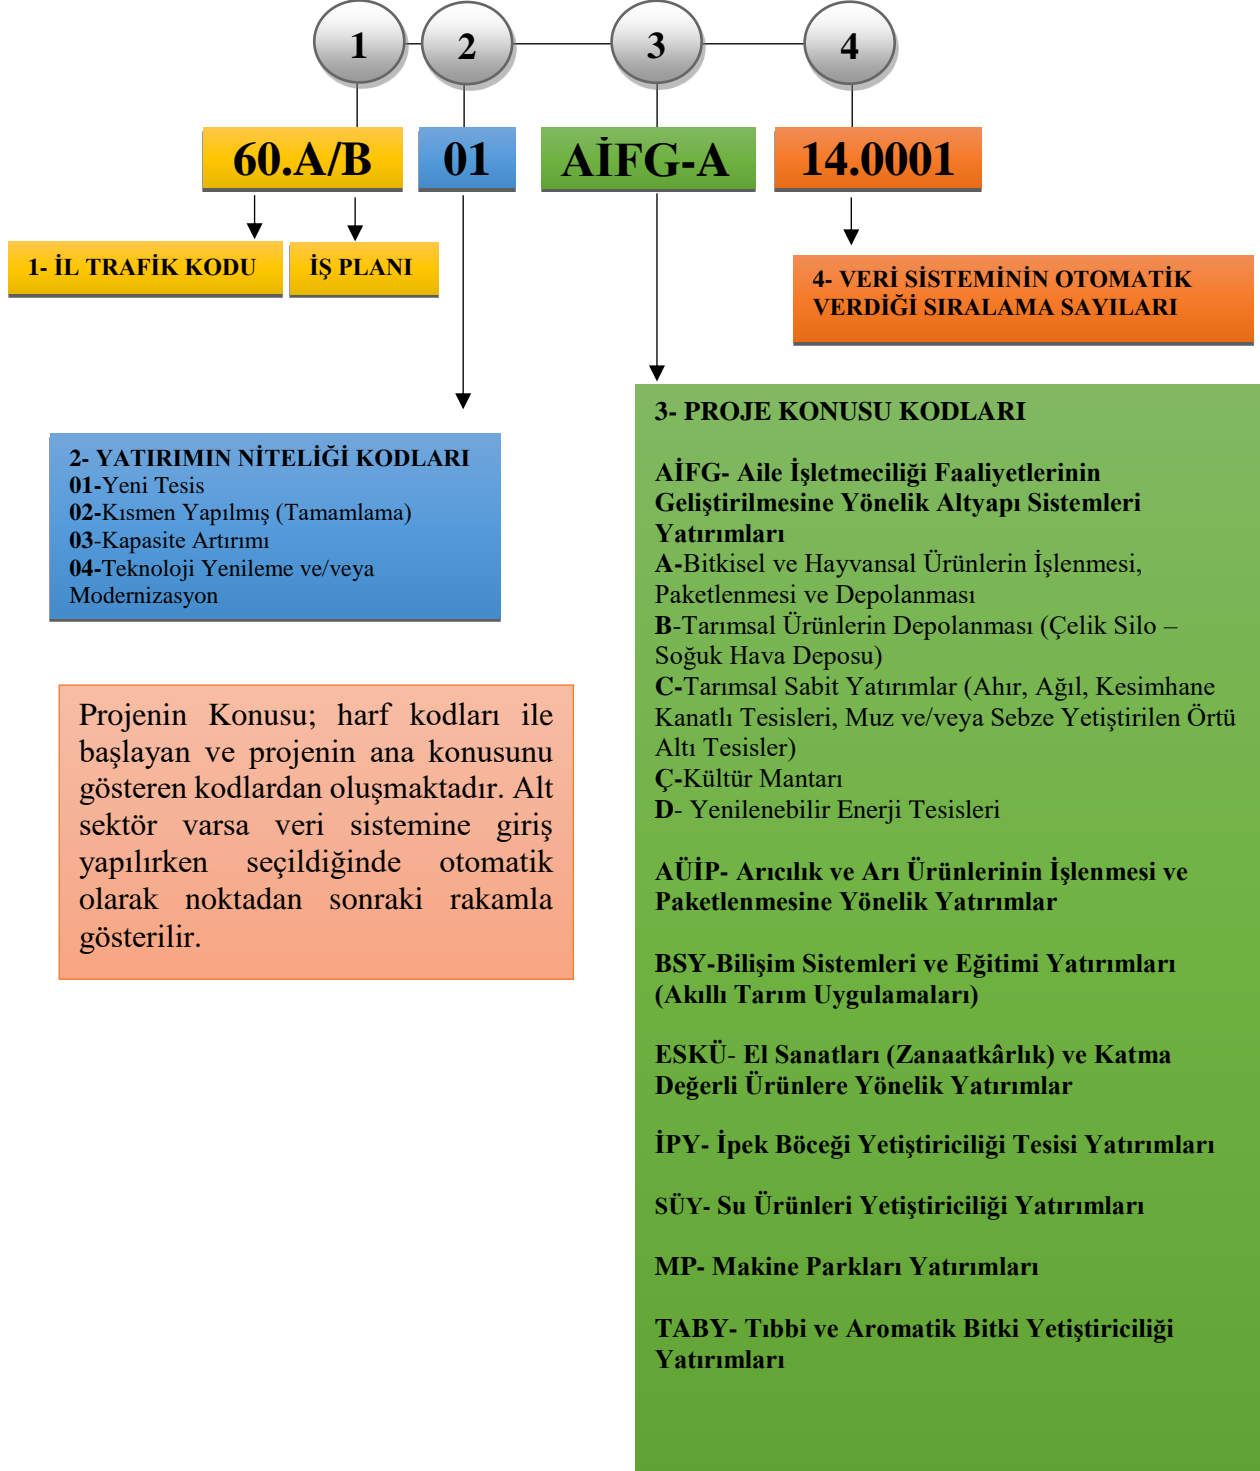 1
2
3
4
60.A/B
01
AİFG-A
14.0001
1- İL TRAFİK KODU
İŞ PLANI
4- VERİ SİSTEMİNİN OTOMATİK
VERDİĞİ SIRALAMA SAYILARI
2- YATIRIMIN NİTELİĞİ KODLARI
01-Yeni Tesis
02-Kısmen Yapılmış (Tamamlama)
03-Kapasite Artırımı
04-Teknoloji Yenileme ve/veya
Modernizasyon
Projenin Konusu; harf kodları ile
başlayan ve projenin ana konusunu
gösteren kodlardan oluşmaktadır. Alt
sektör varsa veri sistemine giriş
yapılırken seçildiğinde otomatik
olarak noktadan sonraki rakamla
gösterilir.
3- PROJE KONUSU KODLARI
AİFG- Aile İşletmeciliği Faaliyetlerinin
Geliştirilmesine Yönelik Altyapı Sistemleri
Yatırımları
A-Bitkisel ve Hayvansal Ürünlerin İşlenmesi,
Paketlenmesi ve Depolanması
B-Tarımsal Ürünlerin Depolanması (Çelik Silo –
Soğuk Hava Deposu)
C-Tarımsal Sabit Yatırımlar (Ahır, Ağıl, Kesimhane
Kanatlı Tesisleri, Muz ve/veya Sebze Yetiştirilen Örtü
Altı Tesisler)
Ç-Kültür Mantarı
D- Yenilenebilir Enerji Tesisleri
AÜİP- Arıcılık ve Arı Ürünlerinin İşlenmesi ve
Paketlenmesine Yönelik Yatırımlar
BSY-Bilişim Sistemleri ve Eğitimi Yatırımları
(Akıllı Tarım Uygulamaları)
ESKÜ- El Sanatları (Zanaatkârlık) ve Katma
Değerli Ürünlere Yönelik Yatırımlar
İPY- İpek Böceği Yetiştiriciliği Tesisi Yatırımları
SÜY- Su Ürünleri Yetiştiriciliği Yatırımları
MP- Makine Parkları Yatırımları
TABY- Tıbbi ve Aromatik Bitki Yetiştiriciliği
Yatırımları